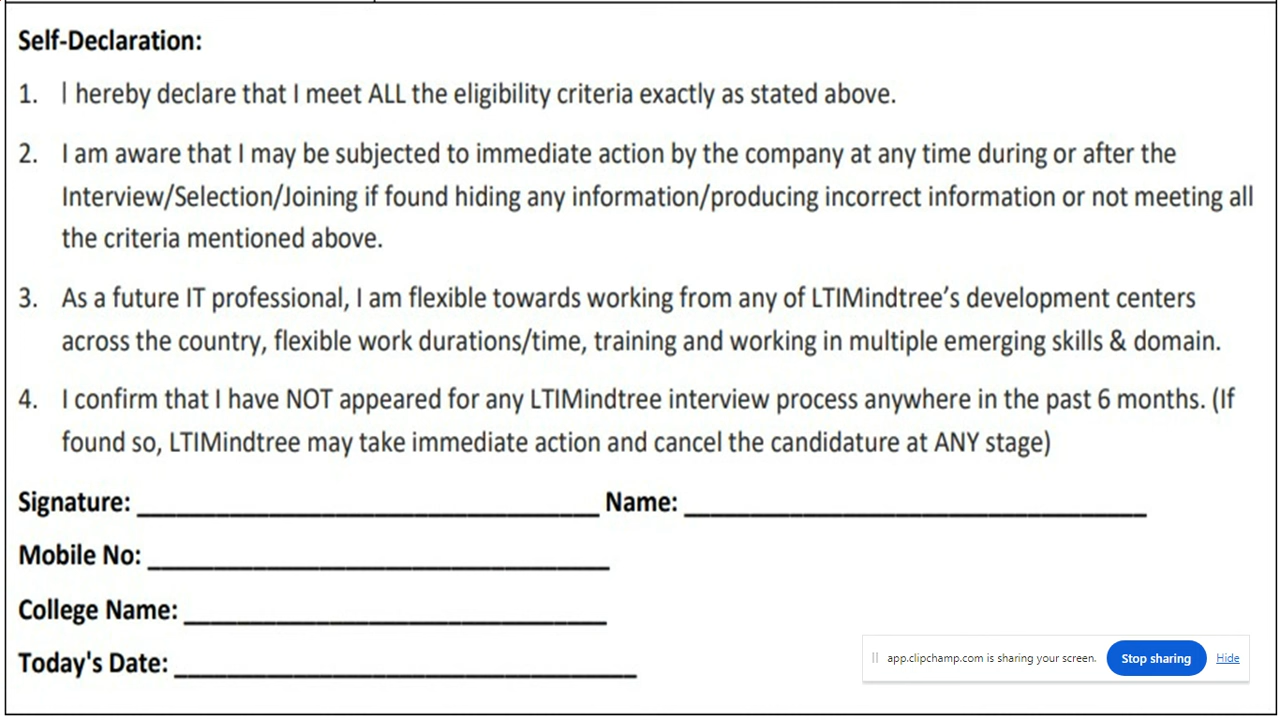 Self-Declaration:
1. I hereby declare that I meet ALL the eligibility criteria exactly as stated above.
2. I am aware that I may be subjected to immediate action by the company at any time during or after the
Interview/Selection/Joining if found hiding any information/producing incorrect information or not meeting all
the criteria mentioned above.
3. As a future IT professional, I am flexible towards working from any of LTIMindtree’s development centers
across the country, flexible work durations/time, training and working in multiple emerging skills & domain.
4. I confirm that I have NOT appeared for any LTIMindtree interview process anywhere in the past 6 months. (If
found so, LTIMindtree may take immediate action and cancel the candidature at ANY stage)
Signature: ___________________________________ Name: ___________________________________
Mobile No: ___________________________________
College Name: ________________________________
Today's Date: ___________________________________
app.clipchamp.com is sharing your screen. Stop sharing Hide